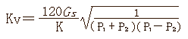 Kv=120Gs/K √1/(P₁+P₂)(P₁-P₂)